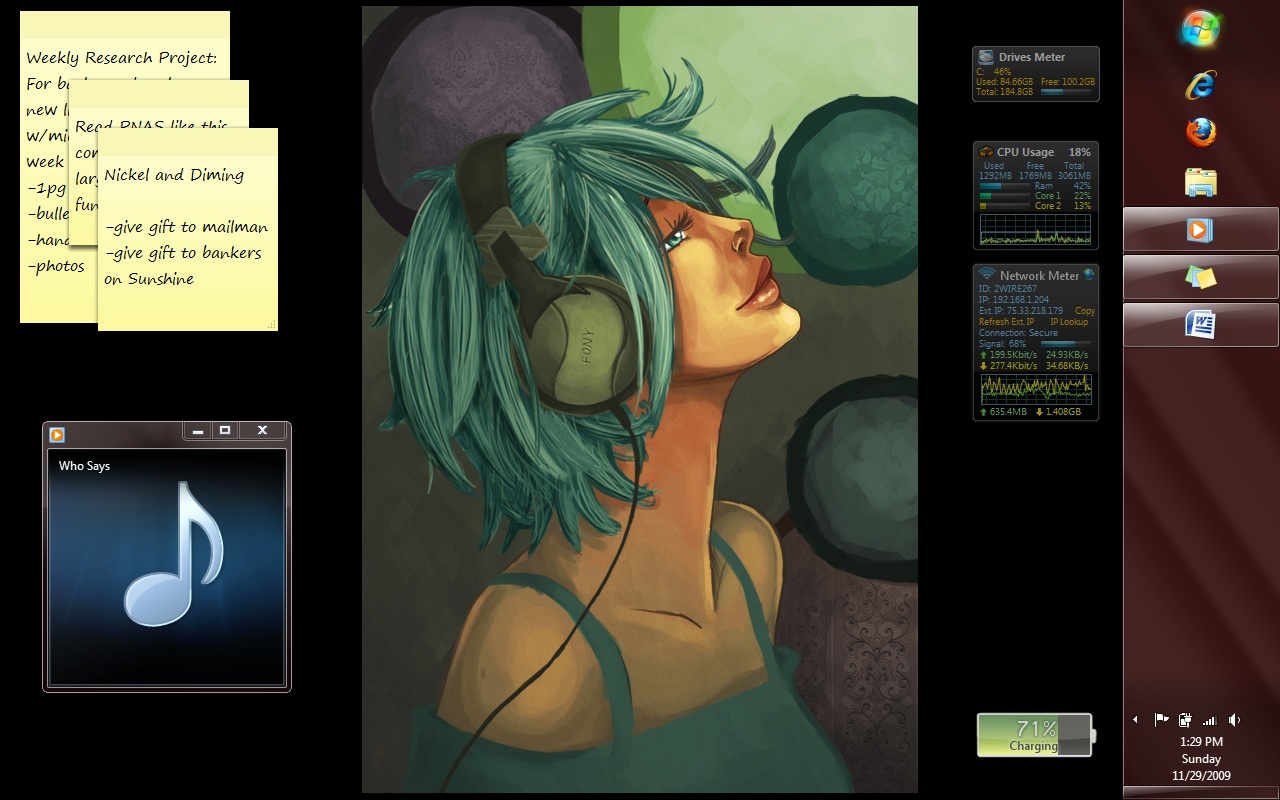 Weekly Research Project:
For
new
w/mi
week
-1pg
-bulle
-hand
-photos
Read PNAS like this
con
larg
fun
Nickel and Diming
-give gift to mailman
-give gift to bankers
on Sunshine
Who Says
FONY
Drives Meter
C: 46%
Used: 84.66GB Free: 100.2GB
Total: 184.8GB
CPU Usage 18%
Used Free Total
1292MB 1769MB 3061MB
Ram 42%
Core 1 22%
Core 2 13%
Network Meter
ID: 2WIRE267
IP: 192.168.1.204
Ext. IP: 75.33.218.179 Copy
Refresh Ext. IP IP Lookup
Connection: Secure
Signal: 68%
199.5Kbit/s 24.93KB/s
277.4Kbit/s 34.68KB/s
635.4MB 1.408GB
71%
Charging
1:29 PM
Sunday
11/29/2009